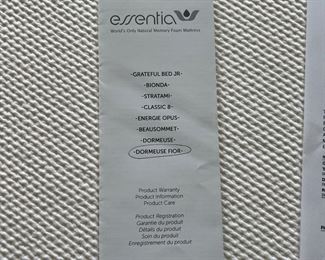 essentia
World's Only Natural Memory Foam Mattress
-GRATEFUL BED JR-
-BIONDA-
-STRATAMI-
-CLASSIC 8-
-ENERGIE OPUS-
-BEAUSOMMET-
-DORMEUSE-
-DORMEUSE FIOR-
Product Warranty
Product Information
Product Care
Product Registration
Garantie du produit
Détails du produit
Soin du produit
Enregistrement du produit